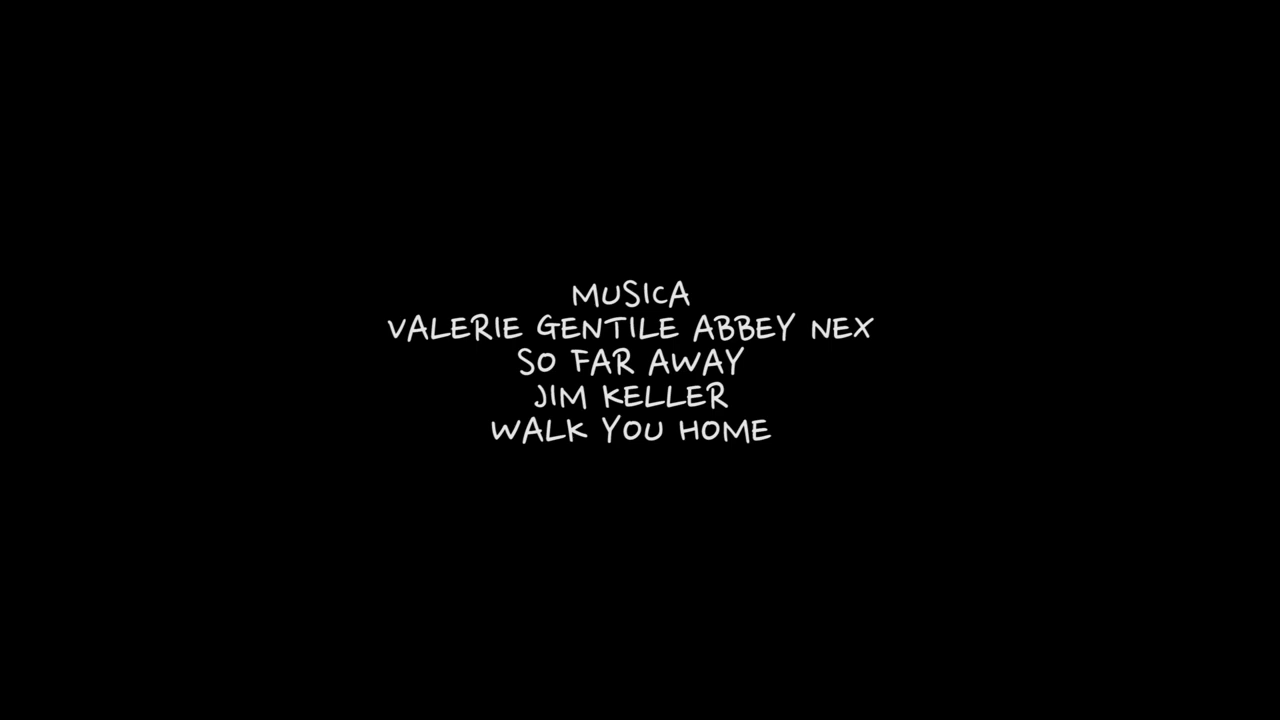 MUSICA
VALERIE GENTILE ABBEY NEX
SO FAR AWAY
JIM KELLER
WALK YOU HOME